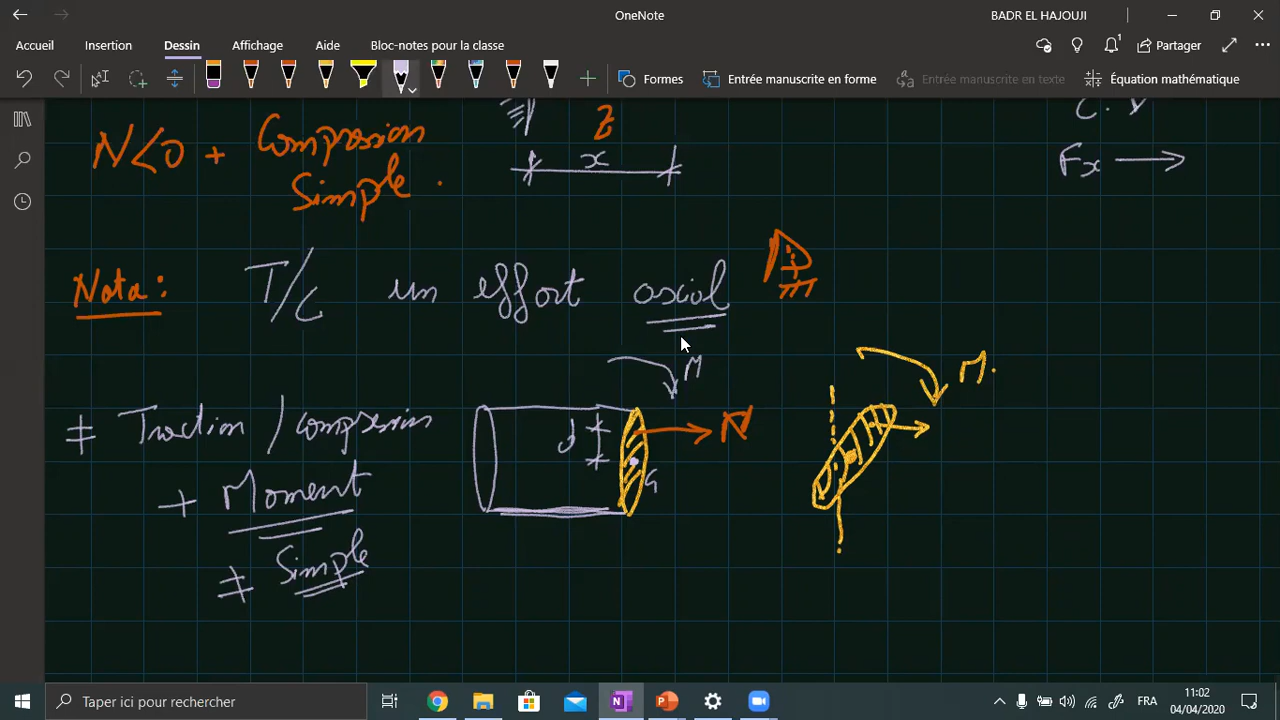 OneNote
BADR EL HAJOUJI
Accueil Insertion Dessin Affichage Aide Bloc-notes pour la classe
Partager
Formes Entrée manuscrite en forme Entrée manuscrite en texte Équation mathématique
N<0 + Compression
Simple.
Z
x
Fx
Nota: T/C un effort axial
M
M.
≠ Traction / compression
d
N
+ Moment
G
≠ Simple
Taper ici pour rechercher
FRA
11:02
04/04/2020